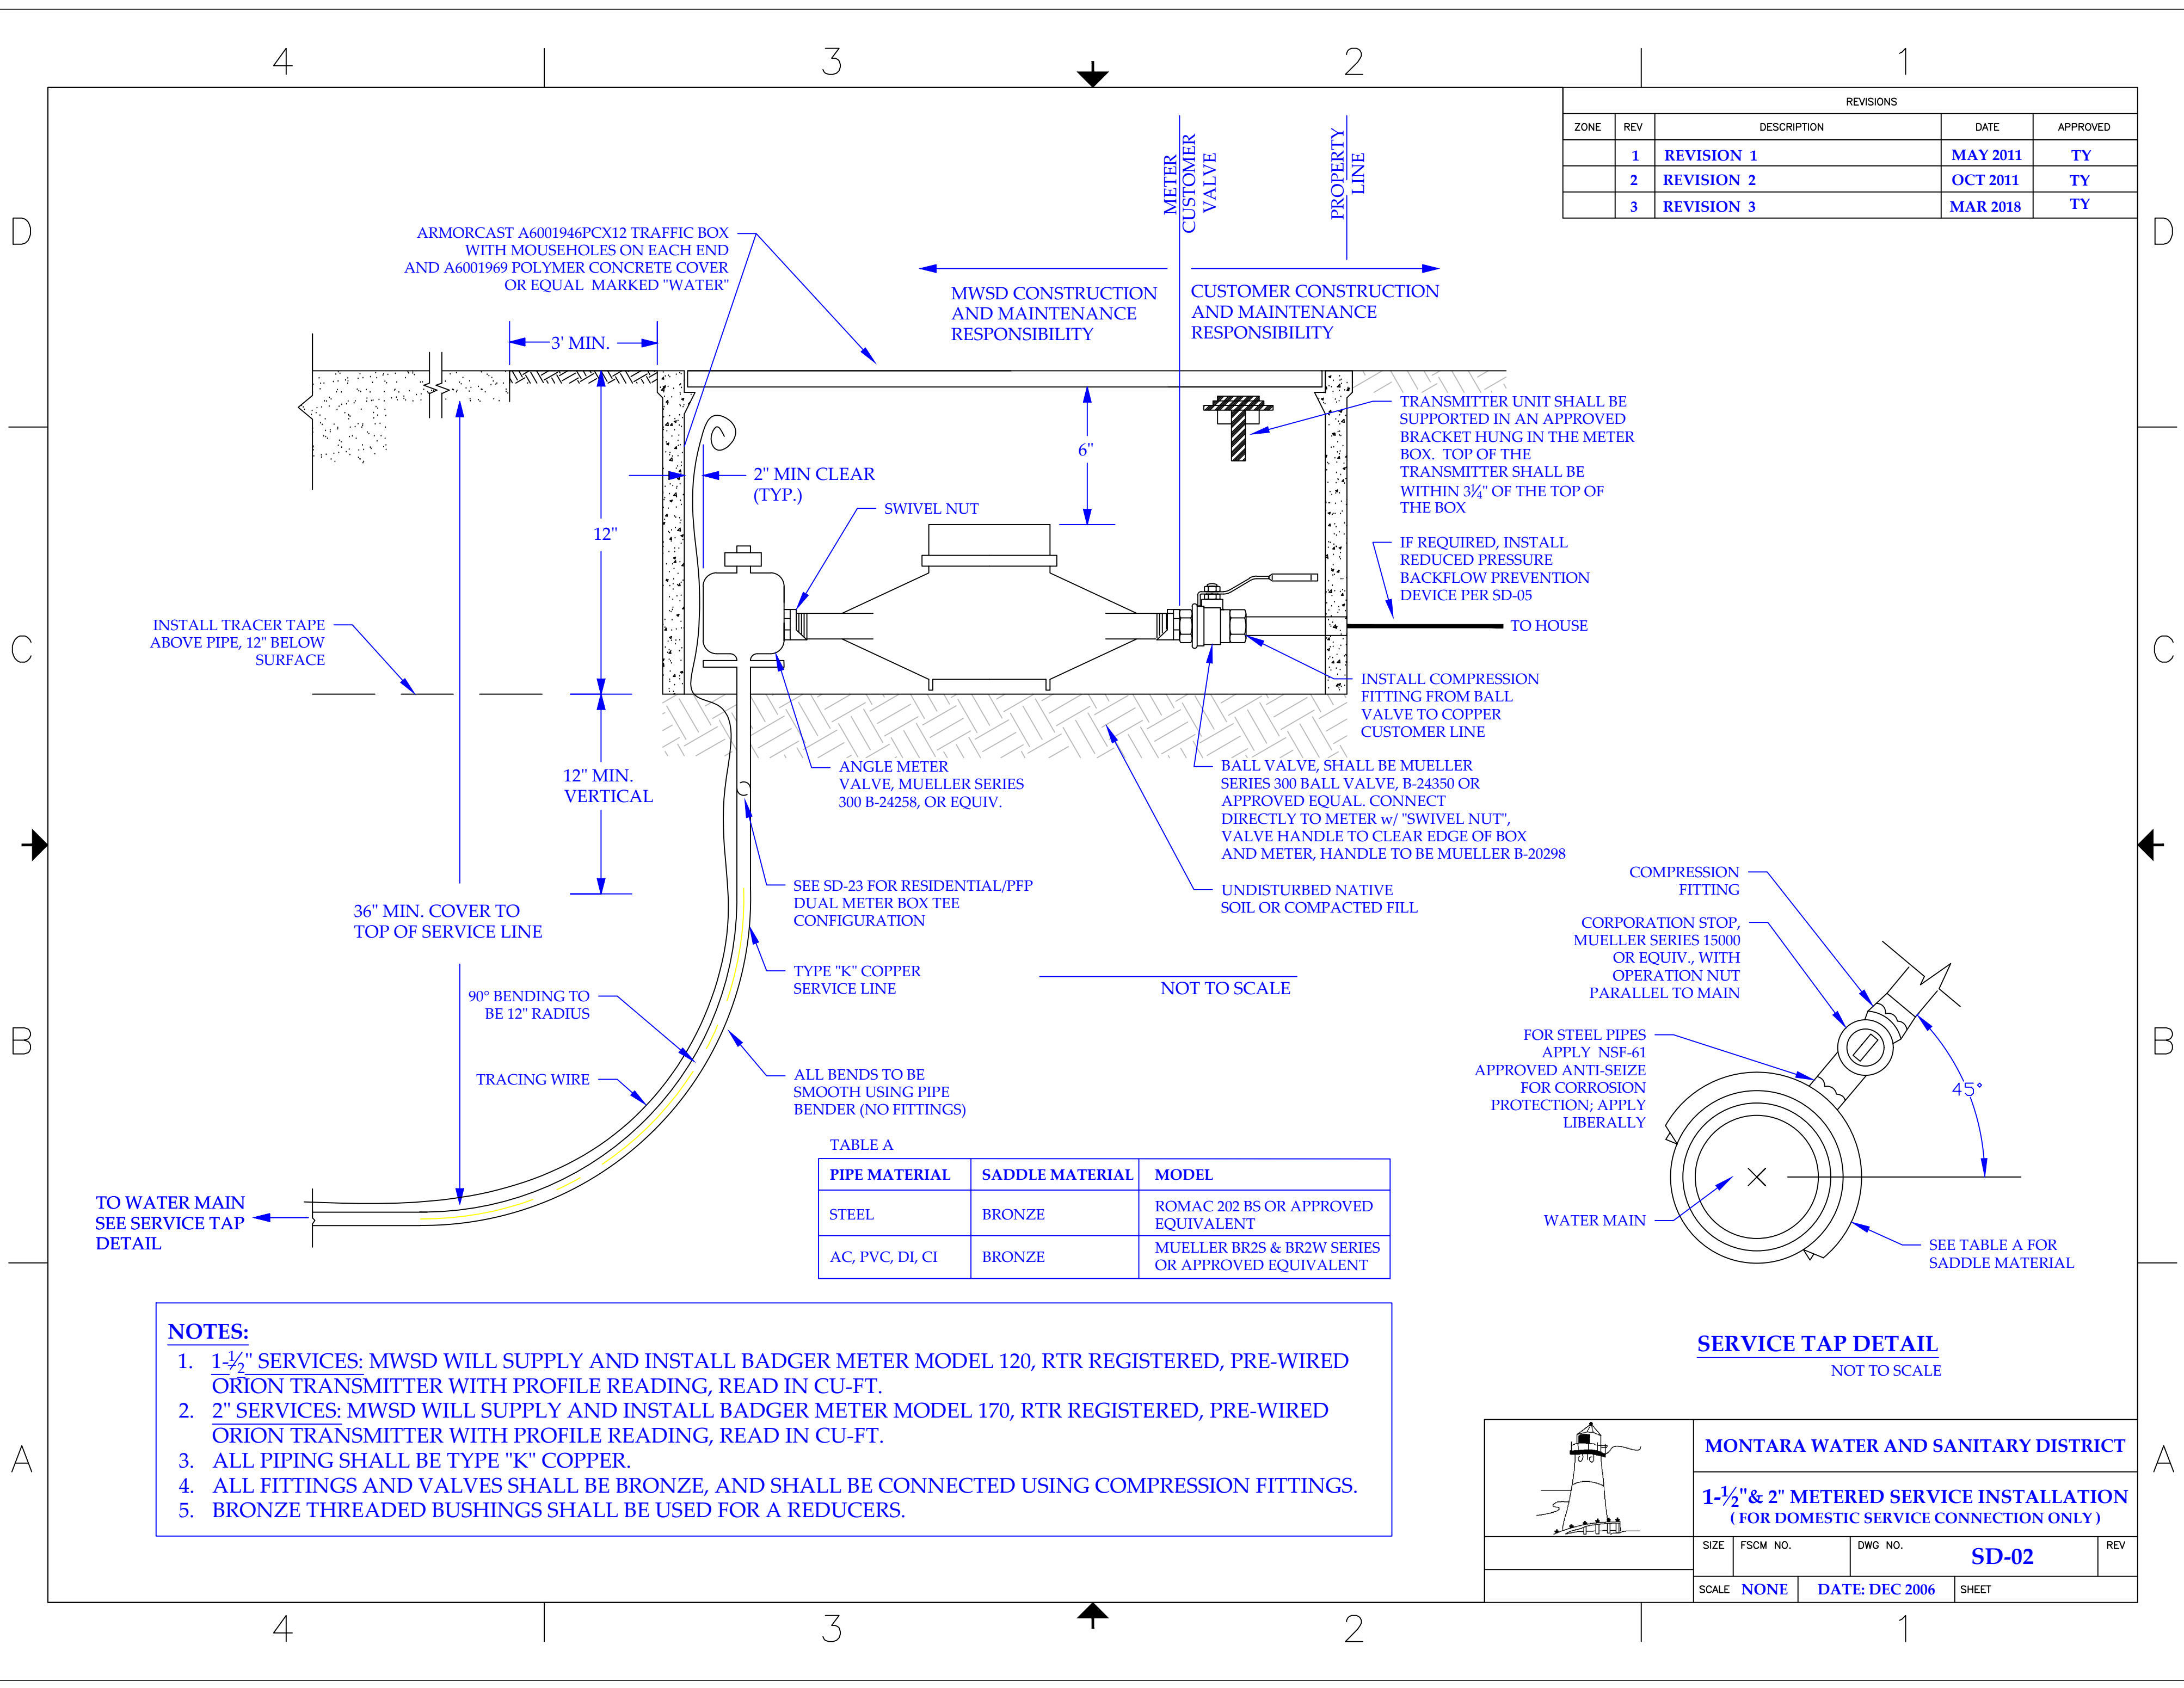 4
3
2
1
D
C
B
A
D
C
B
A
REVISIONS
ZONE REV DESCRIPTION DATE APPROVED
1 REVISION 1 MAY 2011 TY
2 REVISION 2 OCT 2011 TY
3 REVISION 3 MAR 2018 TY
METER
CUSTOMER
VALVE
PROPERTY
LINE
ARMORCAST A6001946PCX12 TRAFFIC BOX
WITH MOUSEHOLES ON EACH END
AND A6001969 POLYMER CONCRETE COVER
OR EQUAL MARKED "WATER"
MWSD CONSTRUCTION
AND MAINTENANCE
RESPONSIBILITY
CUSTOMER CONSTRUCTION
AND MAINTENANCE
RESPONSIBILITY
3' MIN.
6"
2" MIN CLEAR
(TYP.)
SWIVEL NUT
12"
TRANSMITTER UNIT SHALL BE
SUPPORTED IN AN APPROVED
BRACKET HUNG IN THE METER
BOX. TOP OF THE
TRANSMITTER SHALL BE
WITHIN 3¼" OF THE TOP OF
THE BOX
IF REQUIRED, INSTALL
REDUCED PRESSURE
BACKFLOW PREVENTION
DEVICE PER SD-05
TO HOUSE
INSTALL TRACER TAPE
ABOVE PIPE, 12" BELOW
SURFACE
INSTALL COMPRESSION
FITTING FROM BALL
VALVE TO COPPER
CUSTOMER LINE
12" MIN.
VERTICAL
ANGLE METER
VALVE, MUELLER SERIES
300 B-24258, OR EQUIV.
BALL VALVE, SHALL BE MUELLER
SERIES 300 BALL VALVE, B-24350 OR
APPROVED EQUAL. CONNECT
DIRECTLY TO METER w/ "SWIVEL NUT",
VALVE HANDLE TO CLEAR EDGE OF BOX
AND METER, HANDLE TO BE MUELLER B-20298
36" MIN. COVER TO
TOP OF SERVICE LINE
SEE SD-23 FOR RESIDENTIAL/PFP
DUAL METER BOX TEE
CONFIGURATION
UNDISTURBED NATIVE
SOIL OR COMPACTED FILL
TYPE "K" COPPER
SERVICE LINE
NOT TO SCALE
90° BENDING TO
BE 12" RADIUS
TRACING WIRE
ALL BENDS TO BE
SMOOTH USING PIPE
BENDER (NO FITTINGS)
TO WATER MAIN
SEE SERVICE TAP
DETAIL
COMPRESSION
FITTING
CORPORATION STOP,
MUELLER SERIES 15000
OR EQUIV., WITH
OPERATION NUT
PARALLEL TO MAIN
FOR STEEL PIPES
APPLY NSF-61
APPROVED ANTI-SEIZE
FOR CORROSION
PROTECTION; APPLY
LIBERALLY
45°
WATER MAIN
SEE TABLE A FOR
SADDLE MATERIAL
SERVICE TAP DETAIL
NOT TO SCALE
TABLE A
PIPE MATERIAL SADDLE MATERIAL MODEL
STEEL BRONZE ROMAC 202 BS OR APPROVED
EQUIVALENT
AC, PVC, DI, CI BRONZE MUELLER BR2S & BR2W SERIES
OR APPROVED EQUIVALENT
NOTES:
1. 1-½" SERVICES: MWSD WILL SUPPLY AND INSTALL BADGER METER MODEL 120, RTR REGISTERED, PRE-WIRED
ORION TRANSMITTER WITH PROFILE READING, READ IN CU-FT.
2. 2" SERVICES: MWSD WILL SUPPLY AND INSTALL BADGER METER MODEL 170, RTR REGISTERED, PRE-WIRED
ORION TRANSMITTER WITH PROFILE READING, READ IN CU-FT.
3. ALL PIPING SHALL BE TYPE "K" COPPER.
4. ALL FITTINGS AND VALVES SHALL BE BRONZE, AND SHALL BE CONNECTED USING COMPRESSION FITTINGS.
5. BRONZE THREADED BUSHINGS SHALL BE USED FOR A REDUCERS.
MONTARA WATER AND SANITARY DISTRICT
1-½"& 2" METERED SERVICE INSTALLATION
( FOR DOMESTIC SERVICE CONNECTION ONLY )
SIZE FSCM NO. DWG NO. SD-02 REV
SCALE NONE DATE: DEC 2006 SHEET
4
3
2
1